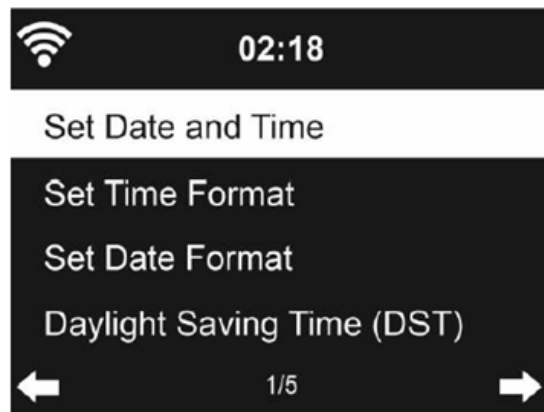 02:18
Set Date and Time
Set Time Format
Set Date Format
Daylight Saving Time (DST)
1/5